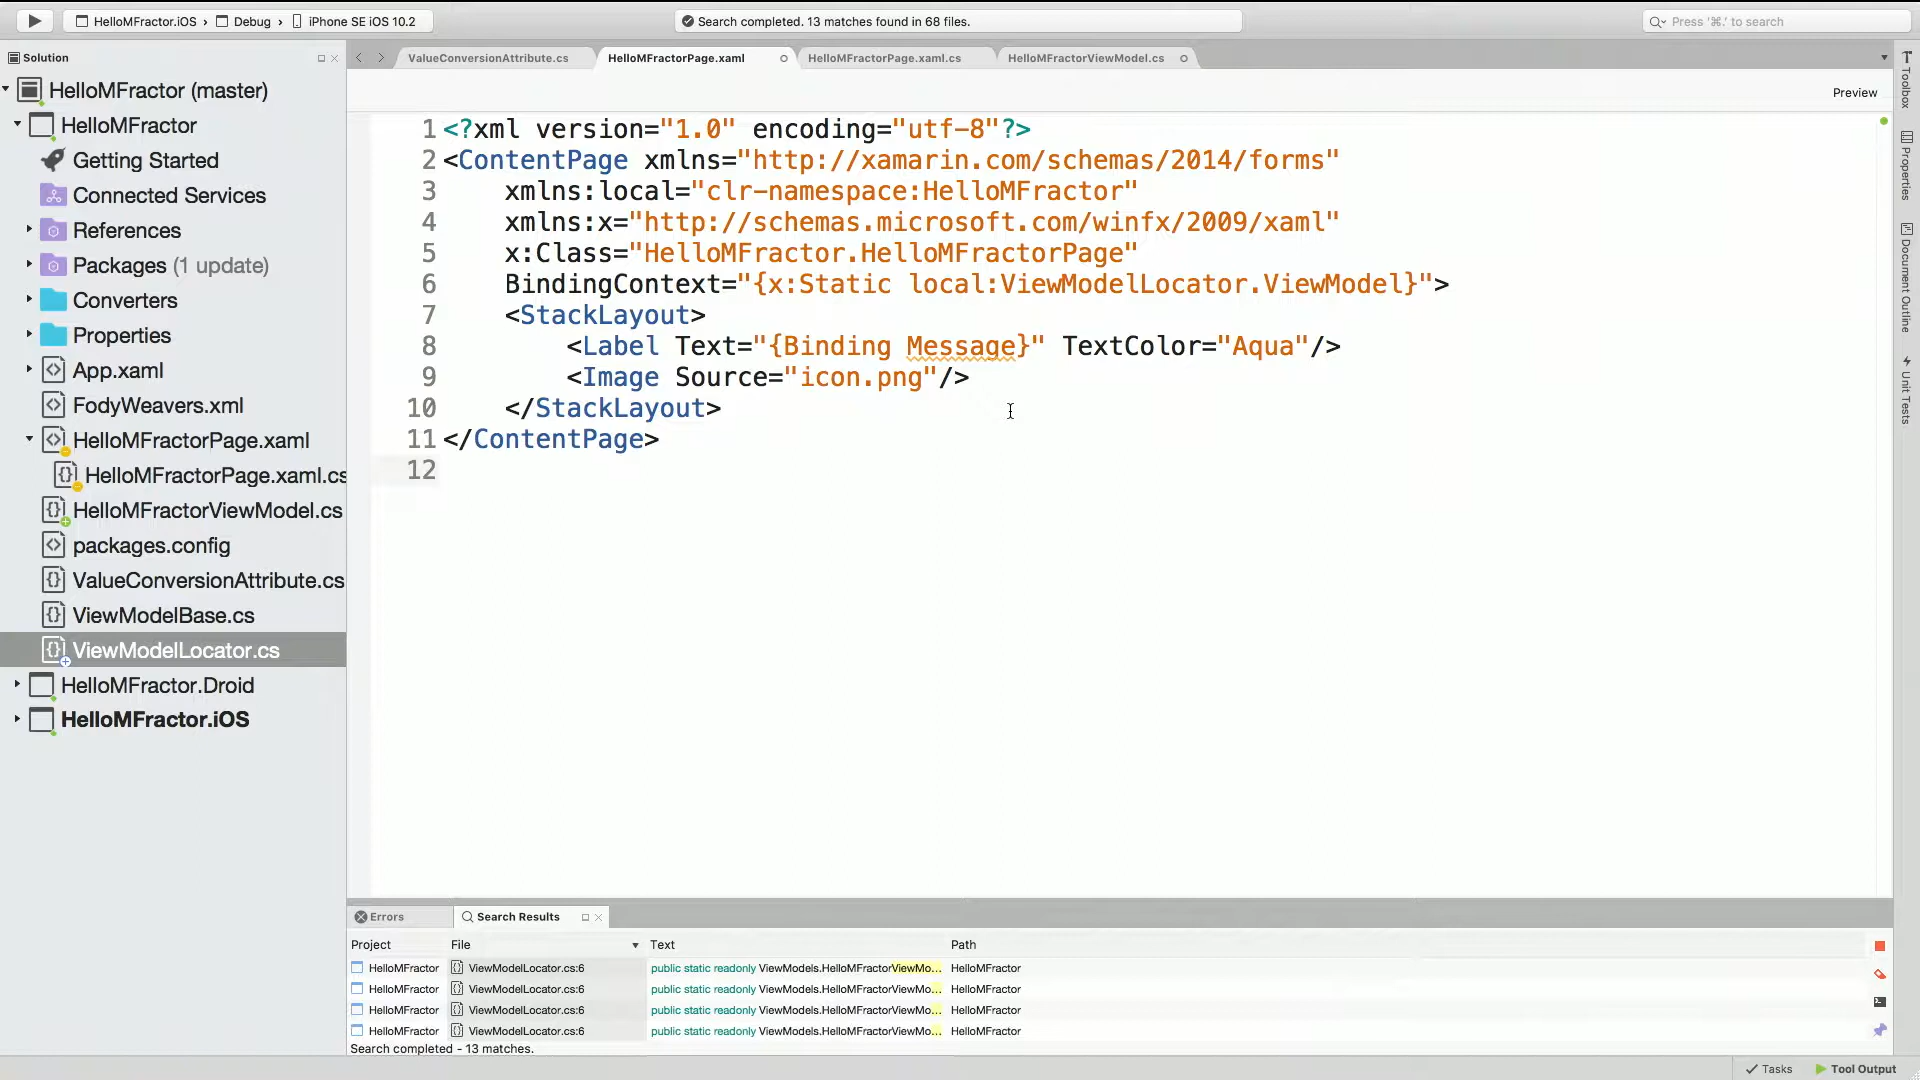 HelloMFractor.iOS › Debug › iPhone SE iOS 10.2
Search completed. 13 matches found in 68 files.
Press '⌘.' to search
Solution
ValueConversionAttribute.cs
HelloMFractorPage.xaml
HelloMFractorPage.xaml.cs
HelloMFractorViewModel.cs
Preview
HelloMFractor (master)
HelloMFractor
Getting Started
Connected Services
References
Packages (1 update)
Converters
Properties
App.xaml
FodyWeavers.xml
HelloMFractorPage.xaml
HelloMFractorPage.xaml.cs
HelloMFractorViewModel.cs
packages.config
ValueConversionAttribute.cs
ViewModelBase.cs
ViewModelLocator.cs
HelloMFractor.Droid
HelloMFractor.iOS
1 <?xml version="1.0" encoding="utf-8"?>
2 <ContentPage xmlns="http://xamarin.com/schemas/2014/forms"
3 xmlns:local="clr-namespace:HelloMFractor"
4 xmlns:x="http://schemas.microsoft.com/winfx/2009/xaml"
5 x:Class="HelloMFractor.HelloMFractorPage"
6 BindingContext="{x:Static local:ViewModelLocator.ViewModel}">
7 <StackLayout>
8 <Label Text="{Binding Message}" TextColor="Aqua"/>
9 <Image Source="icon.png"/>
10 </StackLayout>
11 </ContentPage>
12
Toolbox
Properties
Document Outline
Unit Tests
Errors
Search Results
Project File Text Path
HelloMFractor ViewModelLocator.cs:6 public static readonly ViewModels.HelloMFractorViewMo... HelloMFractor
HelloMFractor ViewModelLocator.cs:6 public static readonly ViewModels.HelloMFractorViewMo... HelloMFractor
HelloMFractor ViewModelLocator.cs:6 public static readonly ViewModels.HelloMFractorViewMo... HelloMFractor
HelloMFractor ViewModelLocator.cs:6 public static readonly ViewModels.HelloMFractorViewMo... HelloMFractor
Search completed - 13 matches.
Tasks
Tool Output